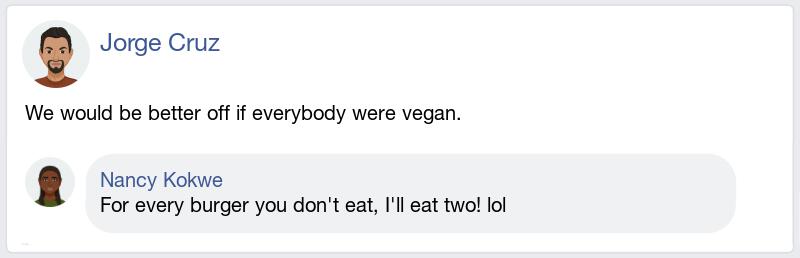 Jorge Cruz
We would be better off if everybody were vegan.
Nancy Kokwe
For every burger you don't eat, I'll eat two! lol